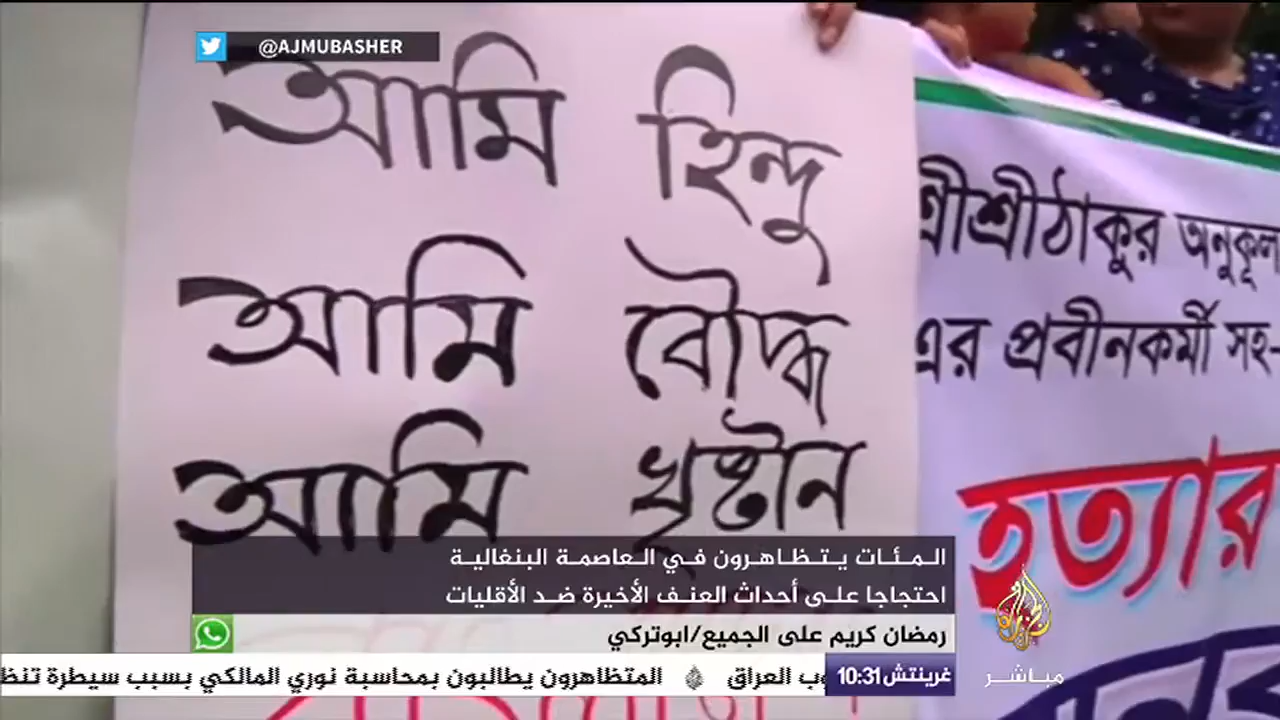 @AJMUBASHER
আমি হিন্দু
আমি বৌদ্ধ
আমি খৃষ্টান
শ্রীশ্রীঠাকুর অনুকূল
এর প্রবীনকর্মী সহ-
হত্যার
المئات يتظاهرون في العاصمة البنغالية
احتجاجا على أحداث العنف الأخيرة ضد الأقليات
رمضان كريم على الجميع/ابوتركي
مباشر
غرينتش 10:31
وب العراق
المتظاهرون يطالبون بمحاسبة نوري المالكي بسبب سيطرة تنظ